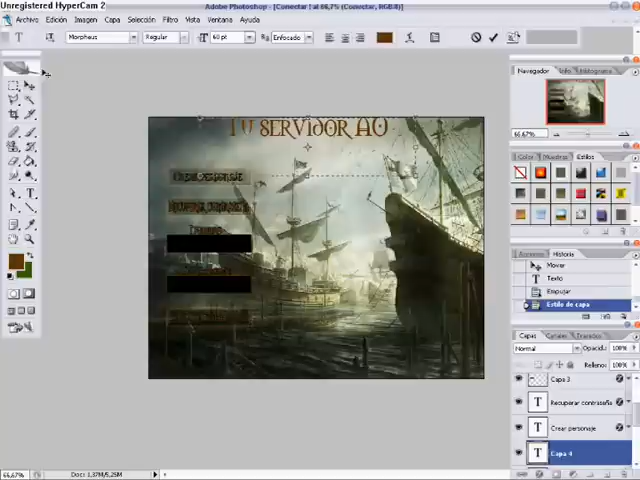 Unregistered HyperCam 2
Adobe Photoshop - [Conectar ! al 66,7% (Conectar, RGB/8)]
Archivo Edición Imagen Capa Selección Filtro Vista Ventana Ayuda
T Morpheus Regular 60 pt Enfocado
Navegador Info Histograma
TU SERVIDOR AO
66,67%
Color Muestras Estilos
Acciones Historia
Mover
Texto
Empujar
Estilo de capa
Capas Canales Trazados
Normal Opacid.: 100%
Relleno: 100%
Capa 3
T Recuperar contraseña
T Crear personaje
T Capa 4
66,67% Doc: 1,37M/5,25M